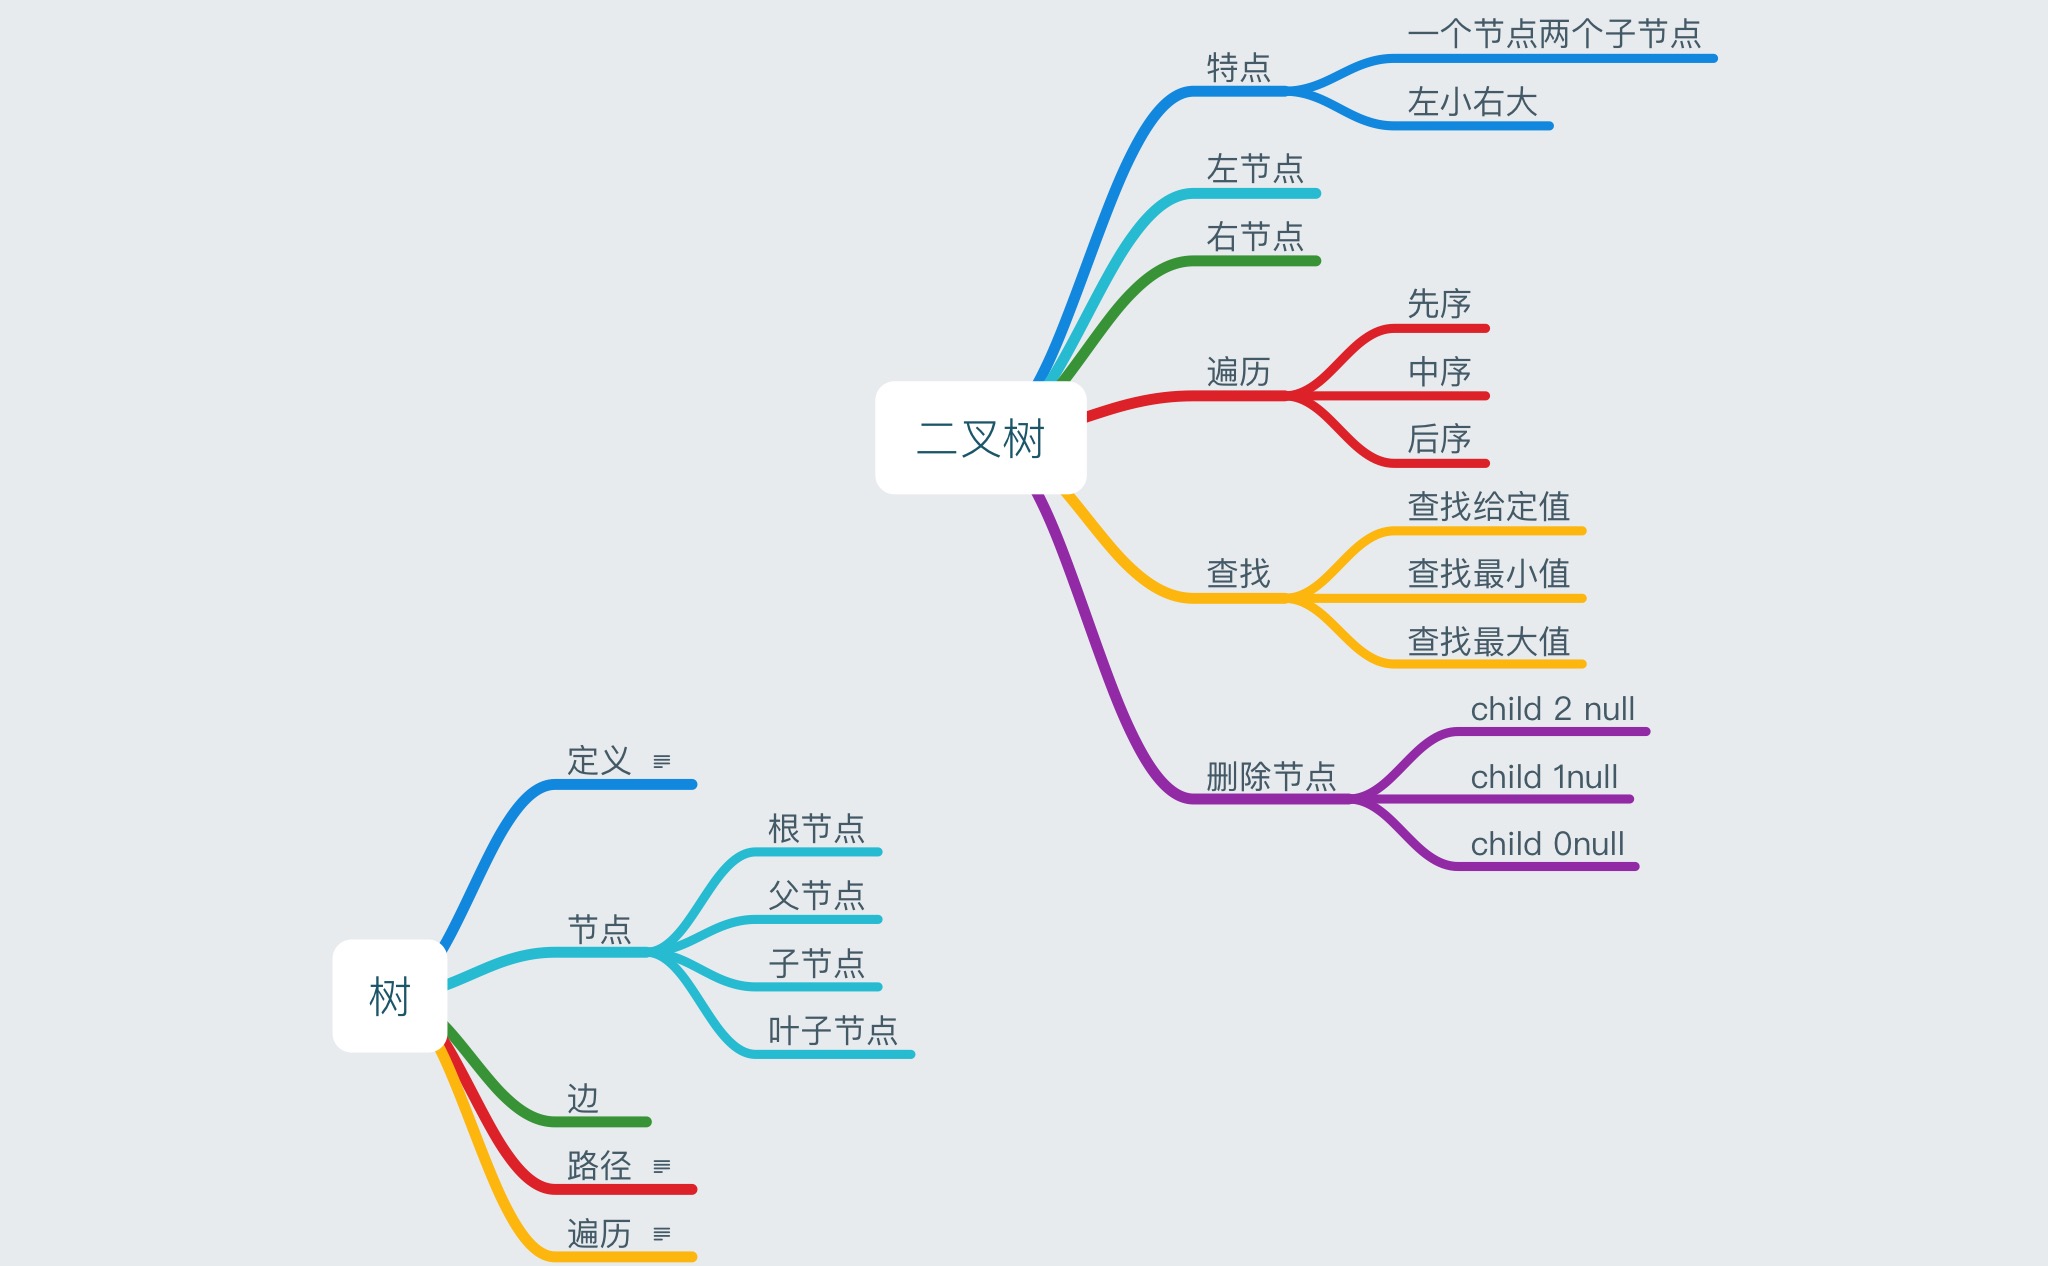 一个节点两个子节点
特点
左小右大
左节点
右节点
先序
遍历
中序
后序
二叉树
查找给定值
查找
查找最小值
查找最大值
child 2 null
删除节点
child 1null
child 0null
定义
根节点
父节点
节点
子节点
叶子节点
树
边
路径
遍历